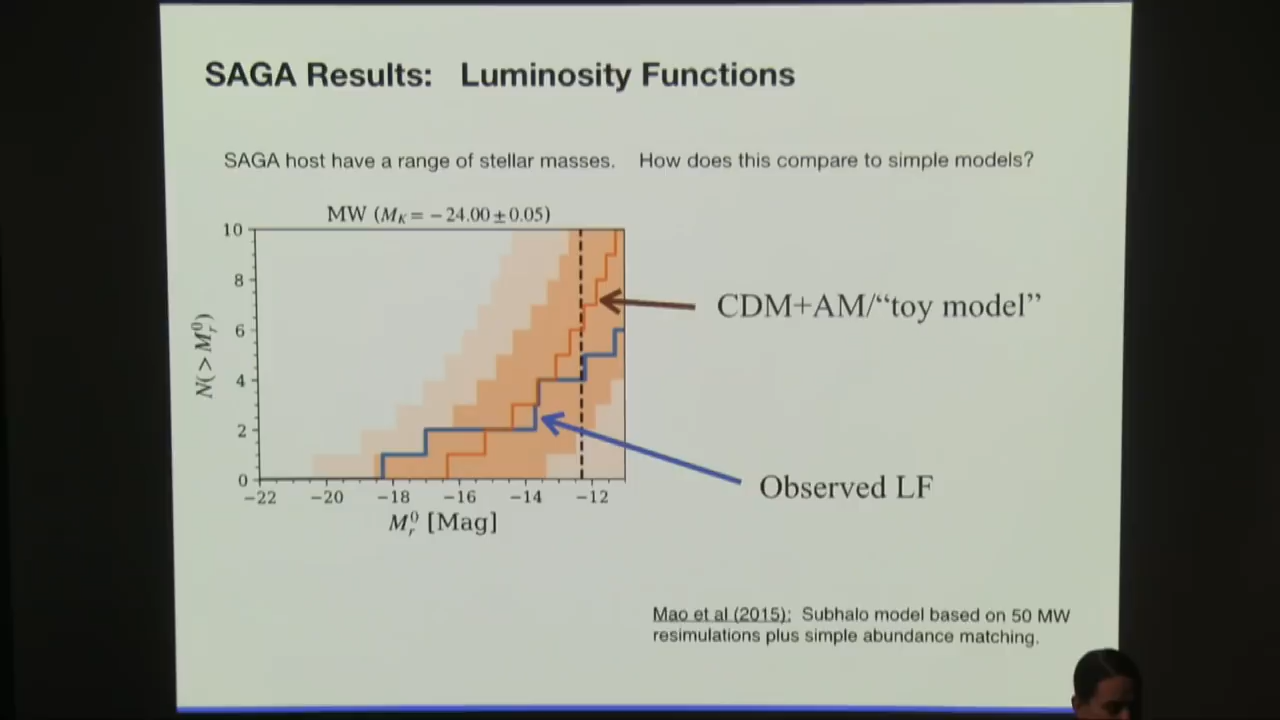 SAGA Results: Luminosity Functions
SAGA host have a range of stellar masses. How does this compare to simple models?
MW (M_K = −24.00 ± 0.05)
10
8
6
4
2
0
N(> M_r^0)
−22 −20 −18 −16 −14 −12
M_r^0 [Mag]
CDM+AM/“toy model”
Observed LF
Mao et al (2015): Subhalo model based on 50 MW
resimulations plus simple abundance matching.